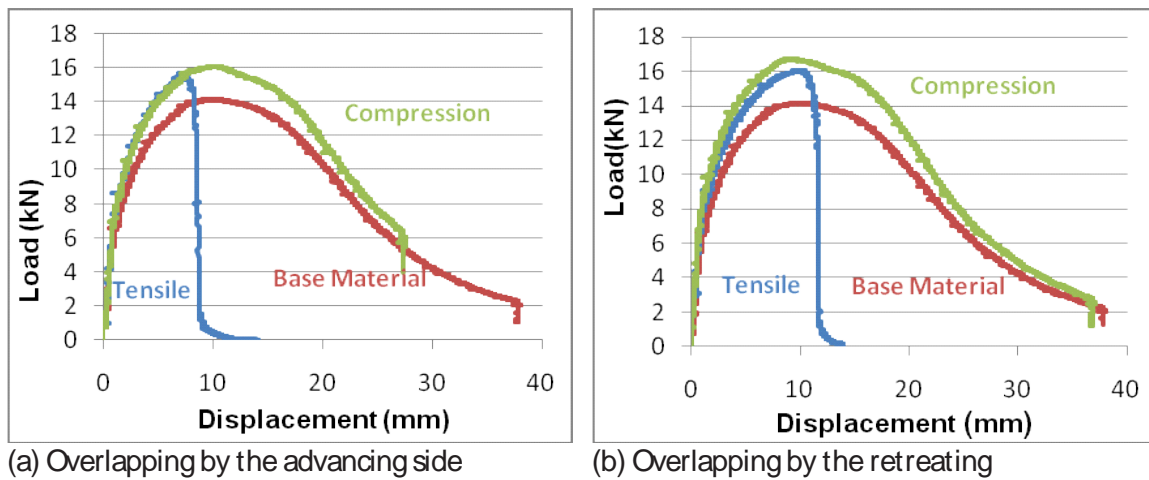 18
16
14
12
10
8
6
4
2
0
Load (kN)
Compression
Tensile
Base Material
0 10 20 30 40
Displacement (mm)
(a) Overlapping by the advancing side
18
16
14
12
10
8
6
4
2
0
Load(kN)
Compression
Tensile
Base Material
0 10 20 30 40
Displacement (mm)
(b) Overlapping by the retreating